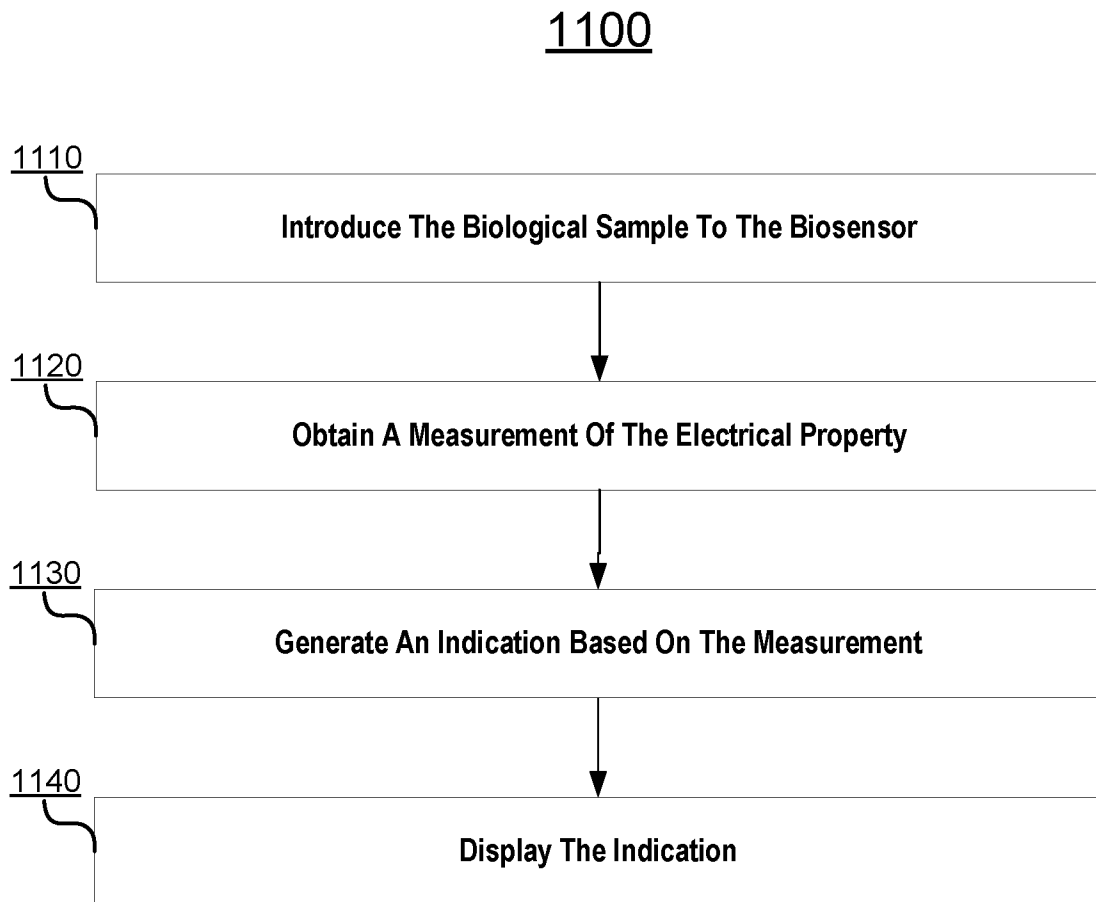 1100
1110
Introduce The Biological Sample To The Biosensor
1120
Obtain A Measurement Of The Electrical Property
1130
Generate An Indication Based On The Measurement
1140
Display The Indication